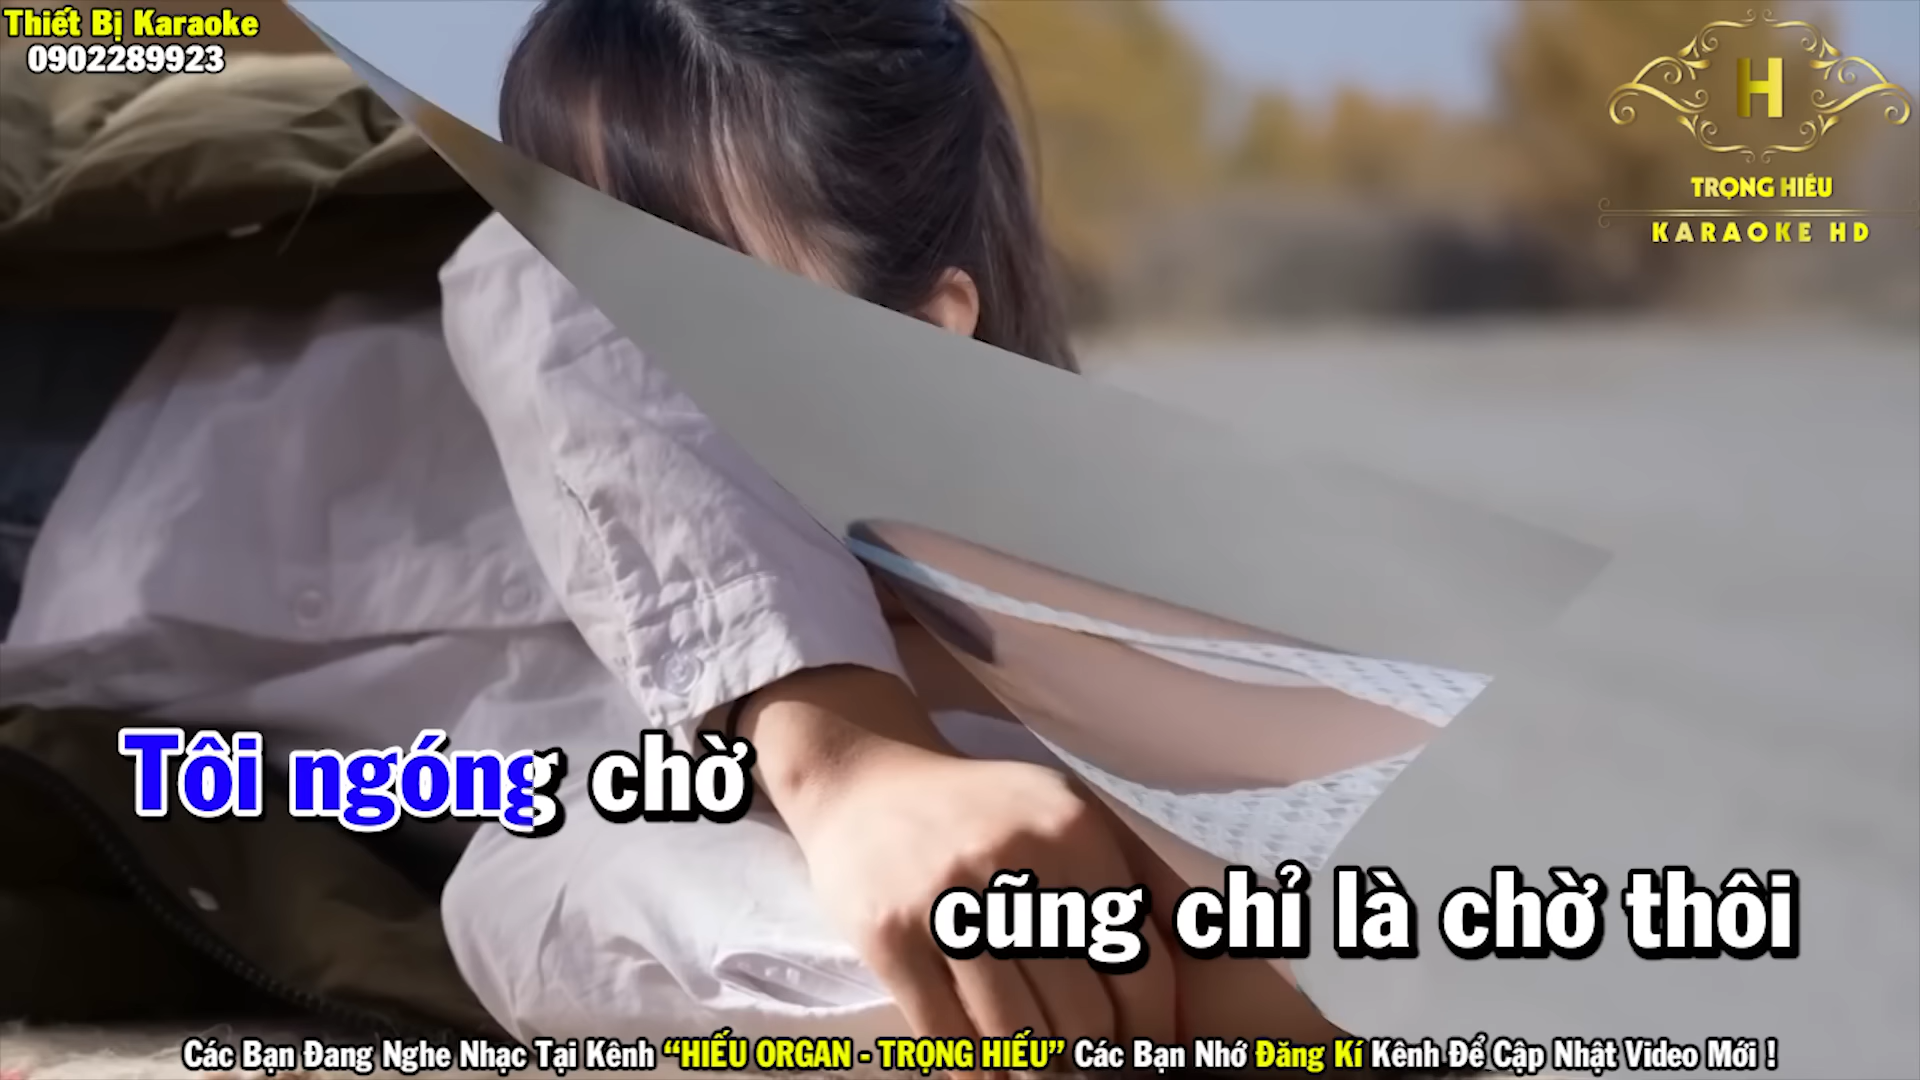 Thiết Bị Karaoke
0902289923
H
TRỌNG HIẾU
KARAOKE HD
Tôi ngóng chờ
cũng chỉ là chờ thôi
Các Bạn Đang Nghe Nhạc Tại Kênh “HIẾU ORGAN - TRỌNG HIẾU” Các Bạn Nhớ Đăng Kí Kênh Để Cập Nhật Video Mới !